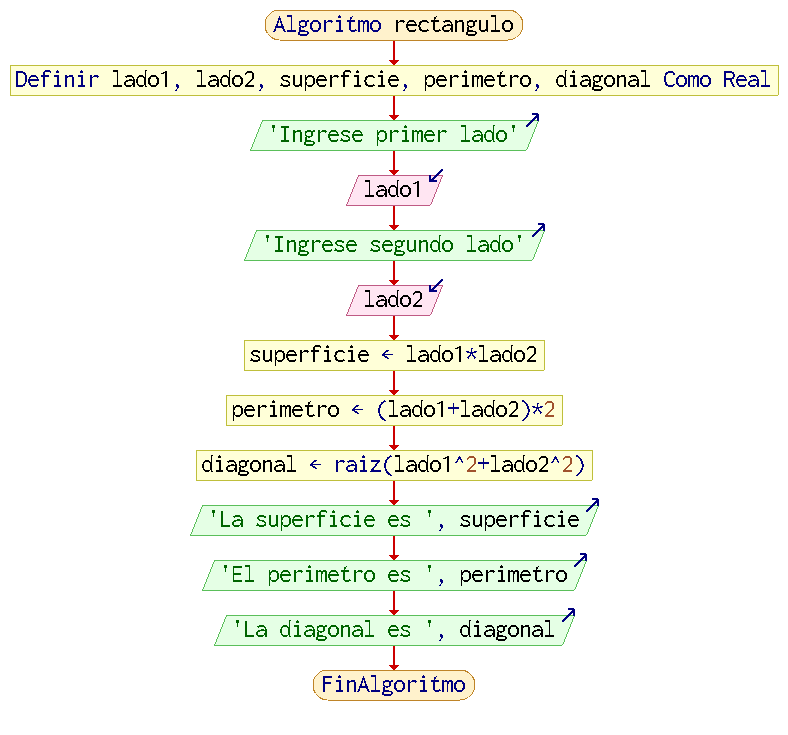 Algoritmo rectangulo
Definir lado1, lado2, superficie, perimetro, diagonal Como Real
'Ingrese primer lado'
lado1
'Ingrese segundo lado'
lado2
superficie ← lado1*lado2
perimetro ← (lado1+lado2)*2
diagonal ← raiz(lado1^2+lado2^2)
'La superficie es ', superficie
'El perimetro es ', perimetro
'La diagonal es ', diagonal
FinAlgoritmo